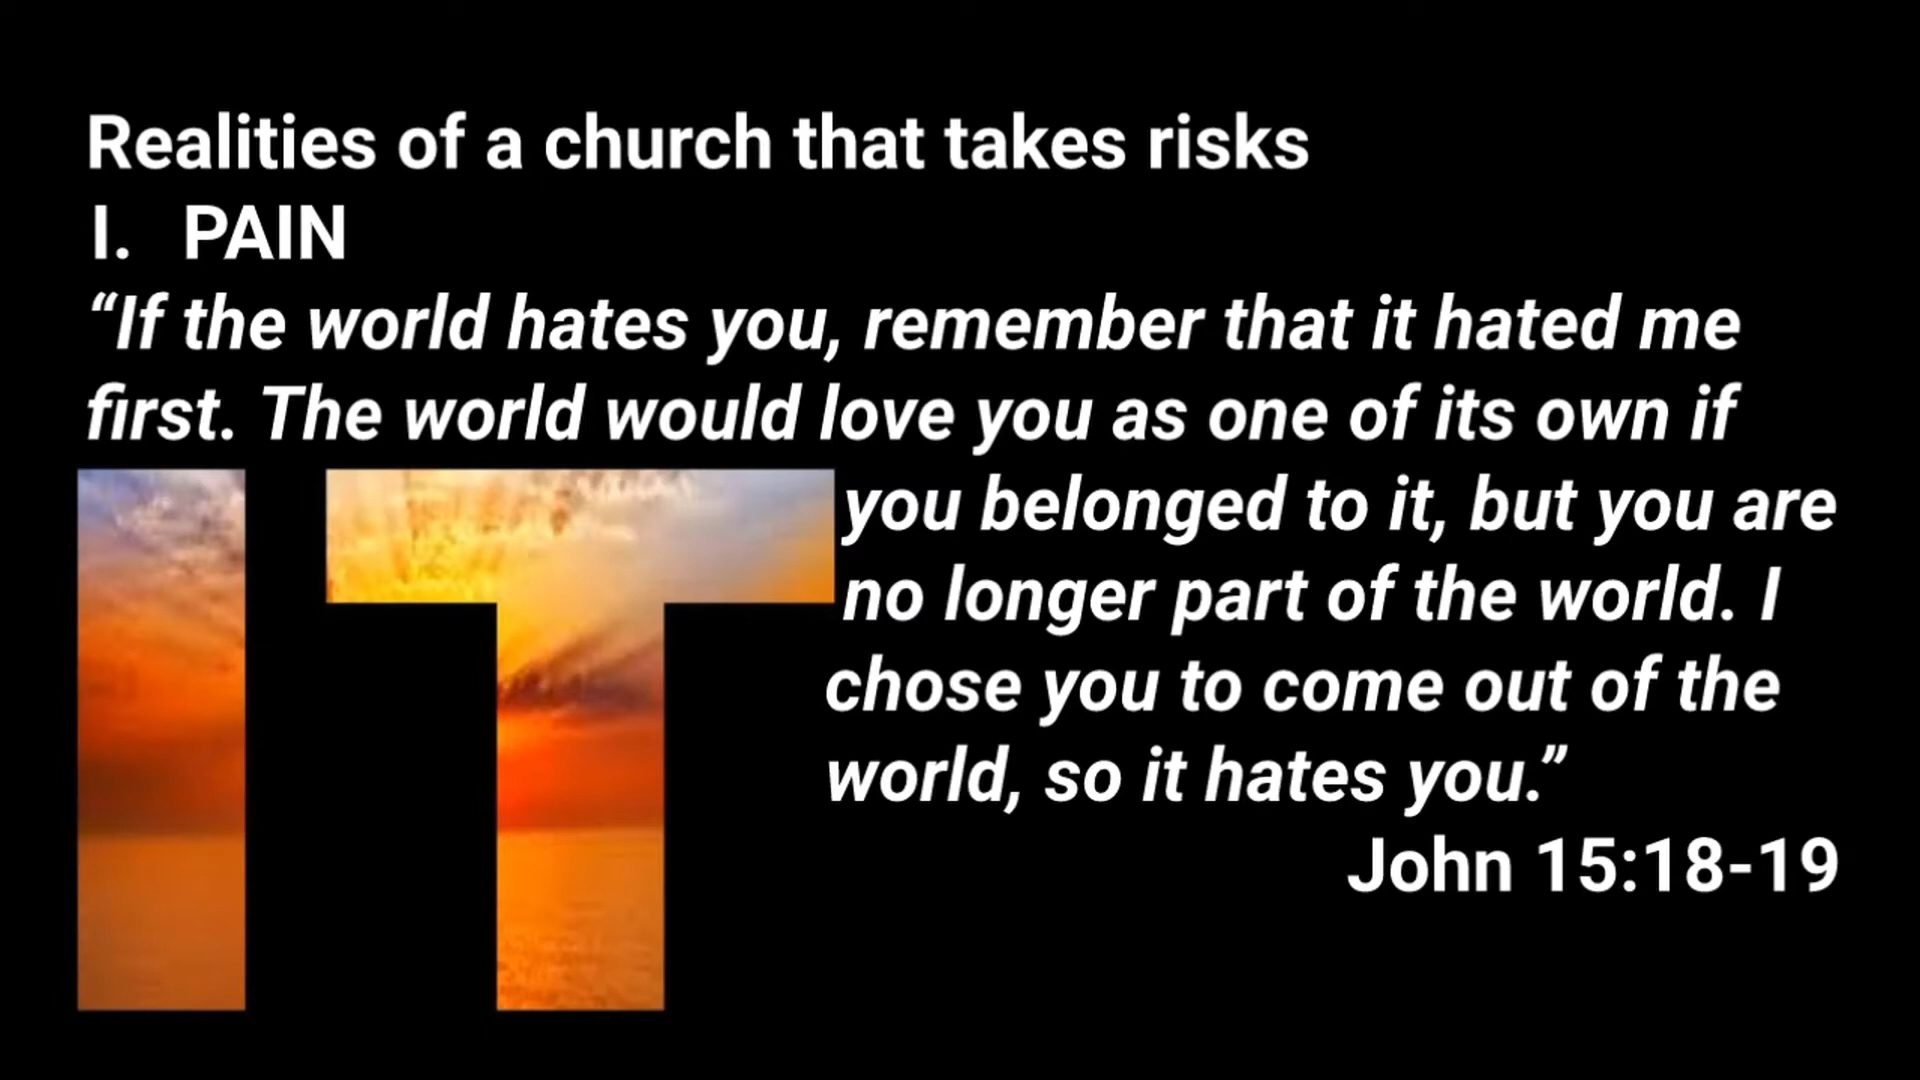 Realities of a church that takes risks
I. PAIN
“If the world hates you, remember that it hated me
first. The world would love you as one of its own if
you belonged to it, but you are
no longer part of the world. I
chose you to come out of the
world, so it hates you.”
John 15:18-19
IT